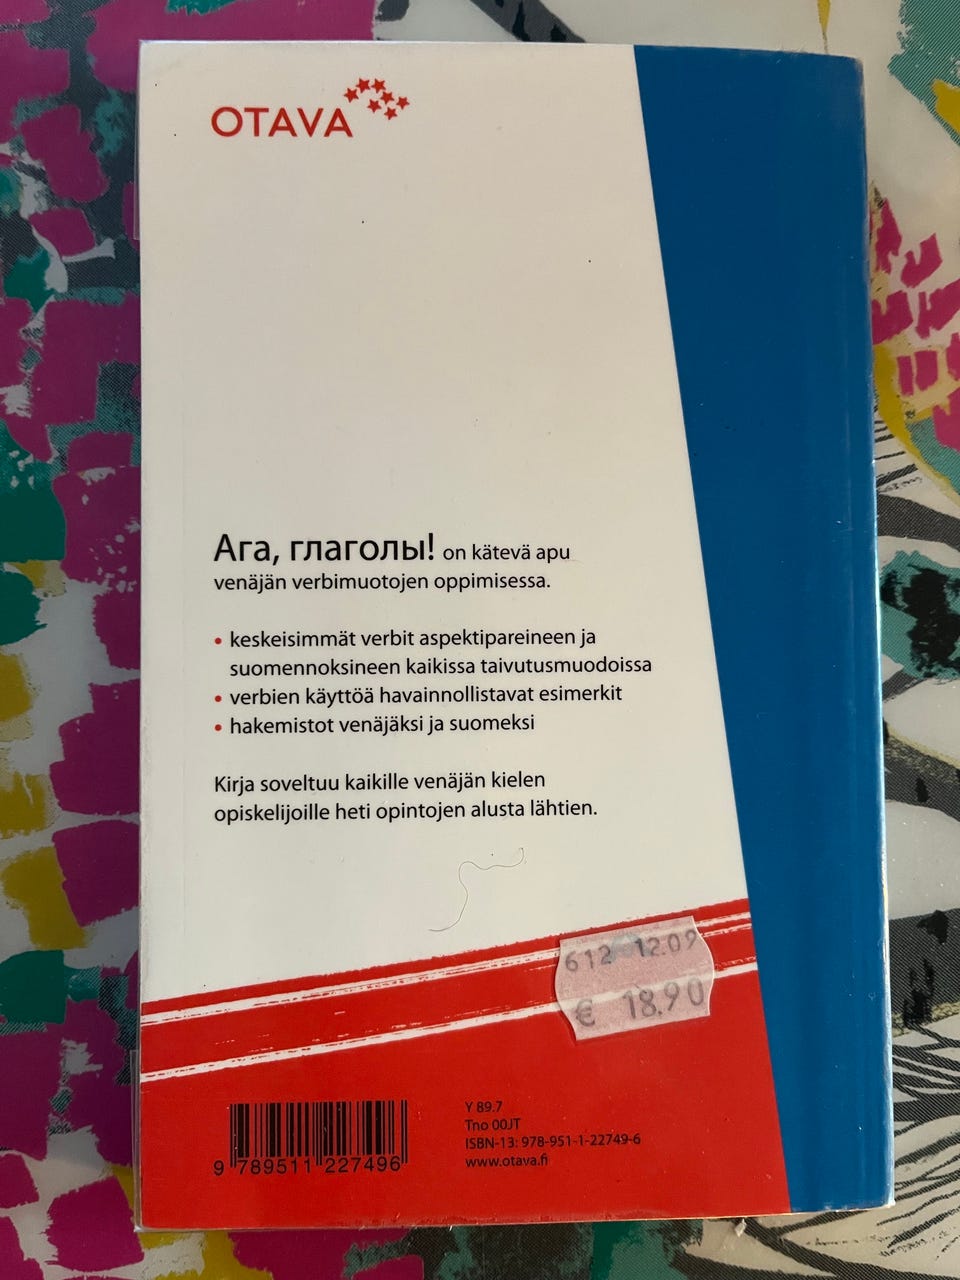 OTAVA
Ага, глаголы! on kätevä apu
venäjän verbimuotojen oppimisessa.
• keskeisimmät verbit aspektipareineen ja
suomennoksineen kaikissa taivutusmuodoissa
• verbien käyttöä havainnollistavat esimerkit
• hakemistot venäjäksi ja suomeksi
Kirja soveltuu kaikille venäjän kielen
opiskelijoille heti opintojen alusta lähtien.
612 12.09
€ 18.90
Y 89.7
Tno 00JT
ISBN-13: 978-951-1-22749-6
www.otava.fi
9 789511 227496